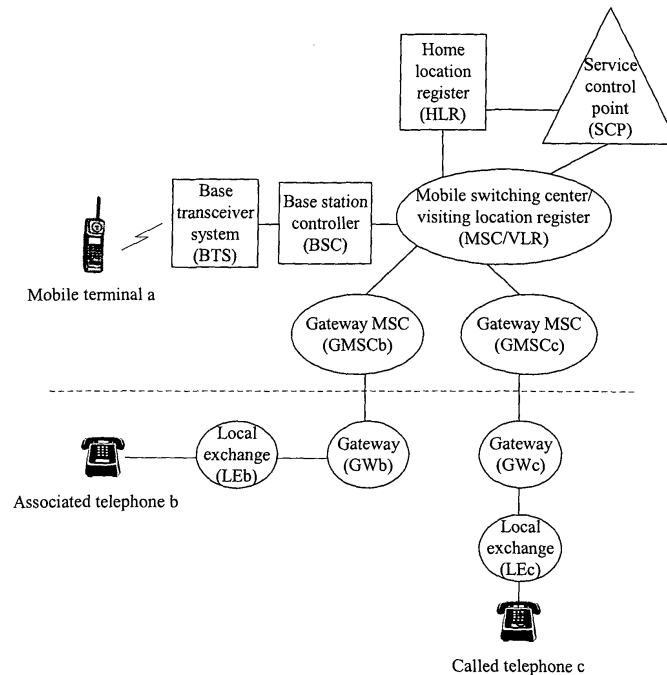 Home
location
register
(HLR)
Service
control
point
(SCP)
Base
transceiver
system
(BTS)
Base station
controller
(BSC)
Mobile switching center/
visiting location register
(MSC/VLR)
Mobile terminal a
Gateway MSC
(GMSCb)
Gateway MSC
(GMSCc)
Local
exchange
(LEb)
Gateway
(GWb)
Gateway
(GWc)
Associated telephone b
Local
exchange
(LEc)
Called telephone c